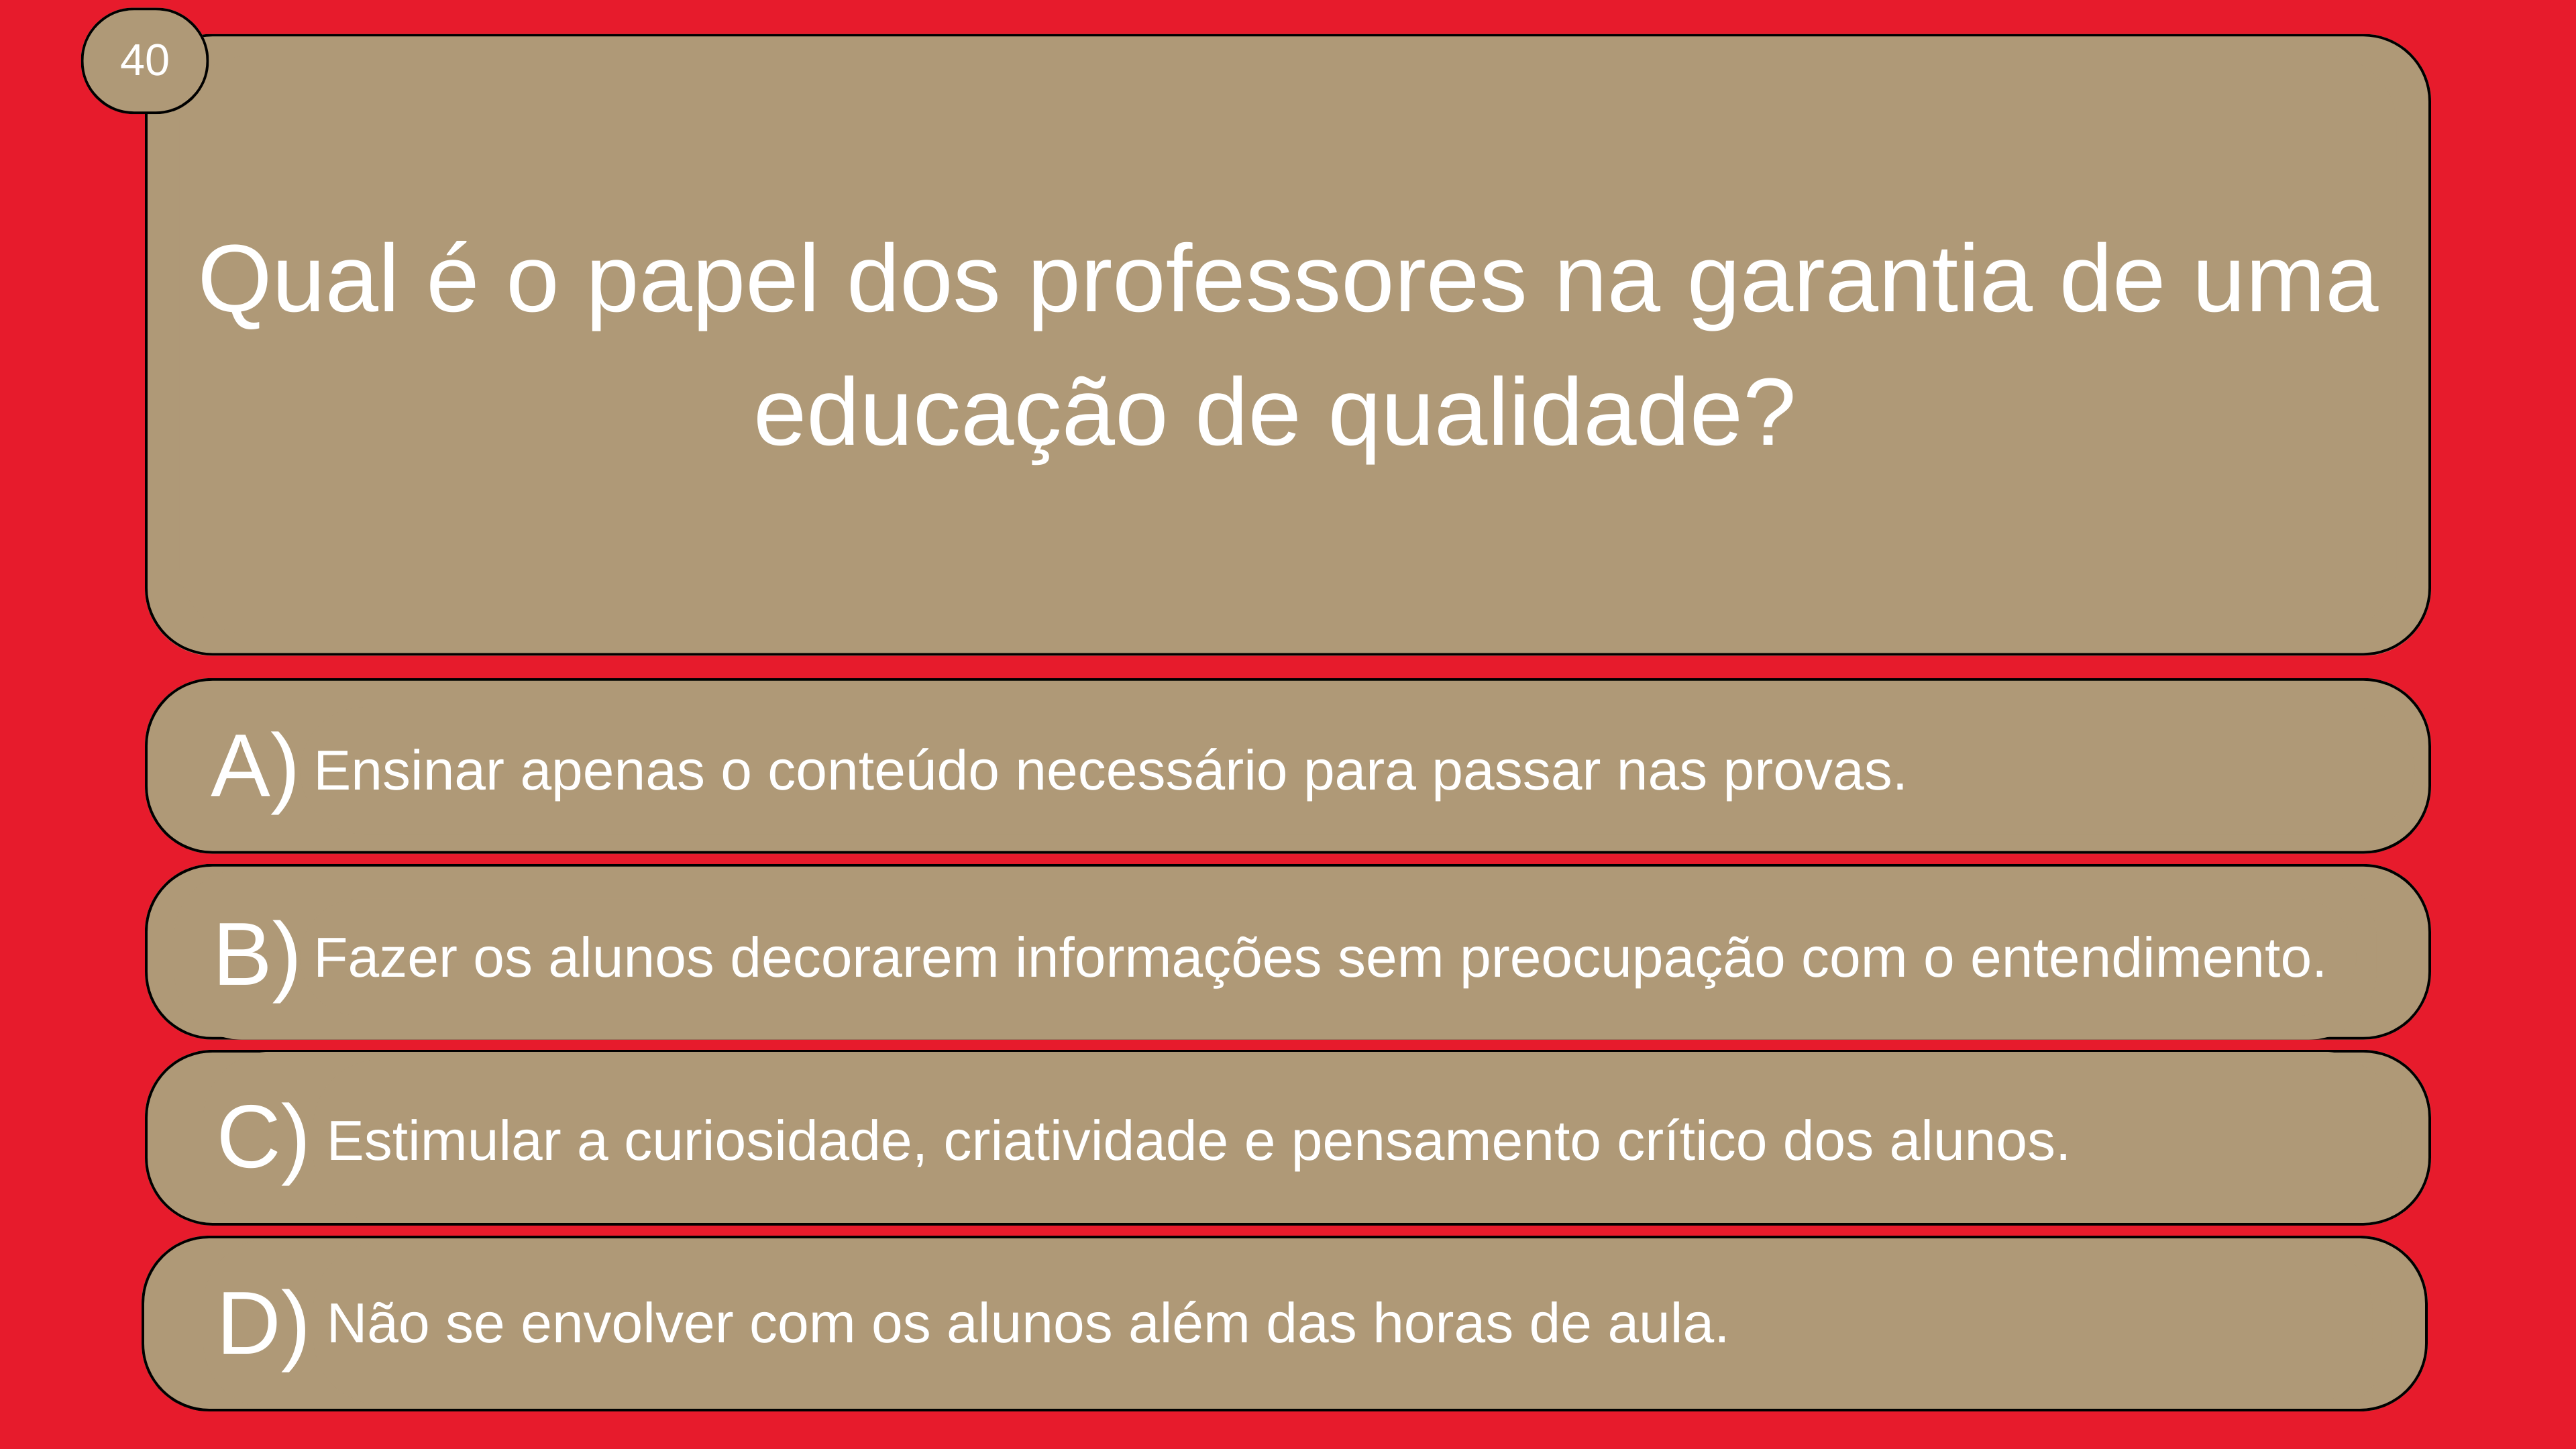 40
Qual é o papel dos professores na garantia de uma
educação de qualidade?
A) Ensinar apenas o conteúdo necessário para passar nas provas.
B) Fazer os alunos decorarem informações sem preocupação com o entendimento.
C) Estimular a curiosidade, criatividade e pensamento crítico dos alunos.
D) Não se envolver com os alunos além das horas de aula.